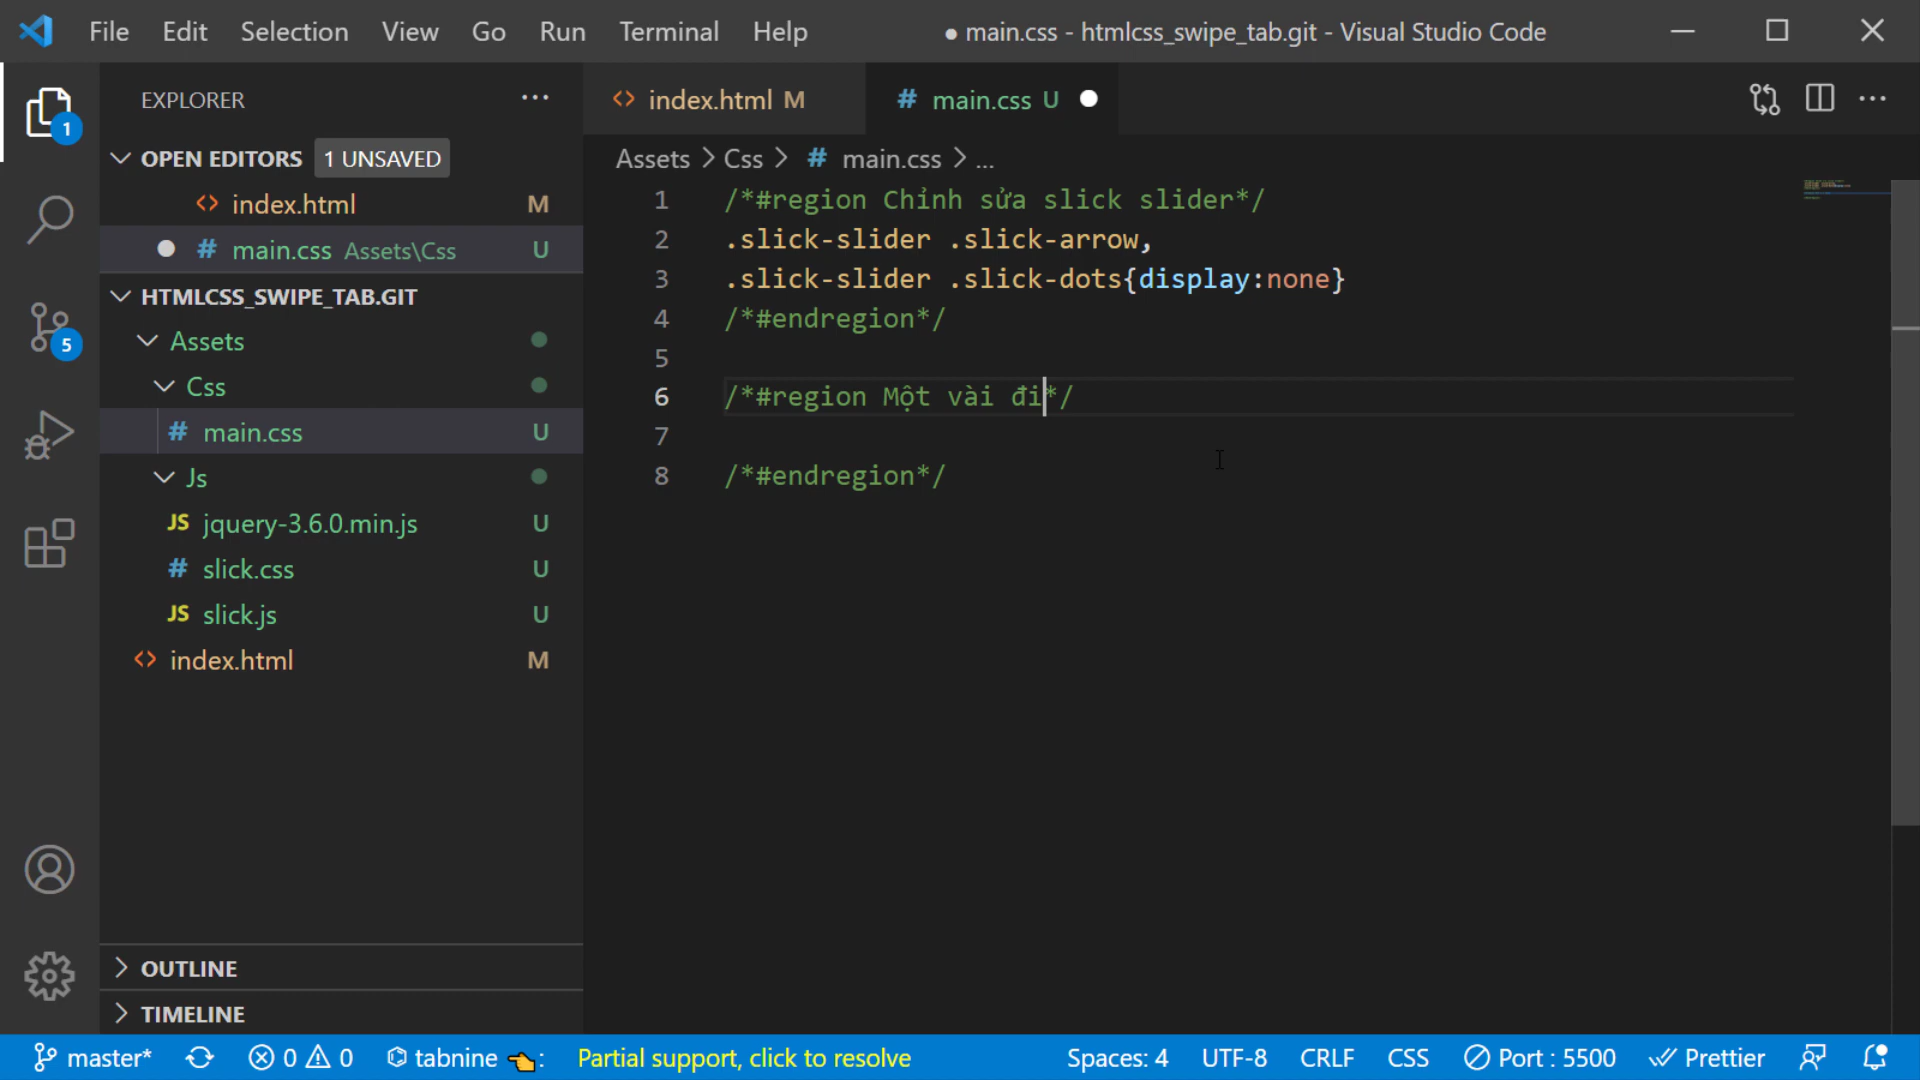 File Edit Selection View Go Run Terminal Help
● main.css - htmlcss_swipe_tab.git - Visual Studio Code
EXPLORER
1
OPEN EDITORS 1 UNSAVED
index.html M
main.css Assets\Css U
HTMLCSS_SWIPE_TAB.GIT
5
Assets
Css
main.css U
Js
JS jquery-3.6.0.min.js U
slick.css U
JS slick.js U
index.html M
OUTLINE
TIMELINE
index.html M
main.css U
Assets > Css > # main.css > ...
1 /*#region Chỉnh sửa slick slider*/
2 .slick-slider .slick-arrow,
3 .slick-slider .slick-dots{display:none}
4 /*#endregion*/
5
6 /*#region Một vài đi*/
7
8 /*#endregion*/
master* 0 0 tabnine 👈: Partial support, click to resolve Spaces: 4 UTF-8 CRLF CSS Port : 5500 Prettier